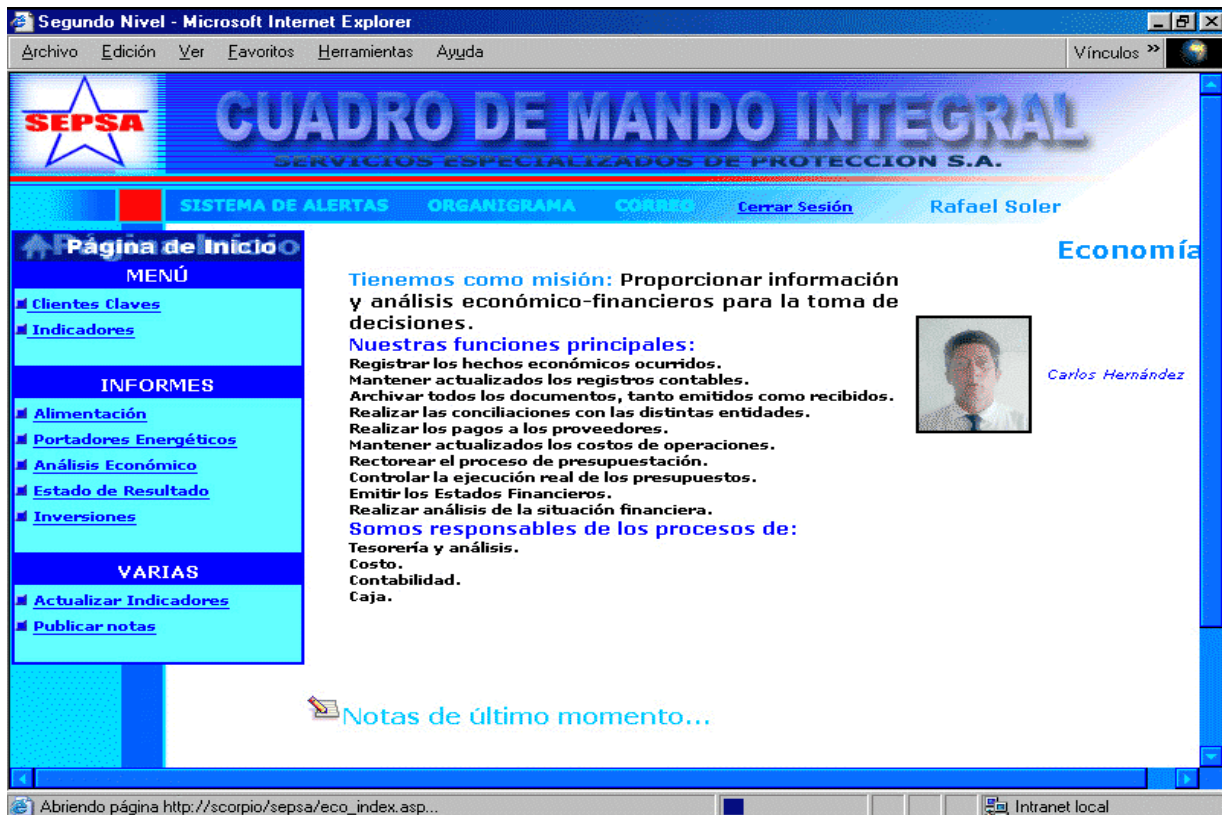 Segundo Nivel - Microsoft Internet Explorer
Archivo Edición Ver Favoritos Herramientas Ayuda Vínculos »
SEPSA
CUADRO DE MANDO INTEGRAL
SERVICIOS ESPECIALIZADOS DE PROTECCION S.A.
SISTEMA DE ALERTAS ORGANIGRAMA CORREO Cerrar Sesión Rafael Soler
Página de Inicio
MENÚ
Clientes Claves
Indicadores
INFORMES
Alimentación
Portadores Energéticos
Análisis Económico
Estado de Resultado
Inversiones
VARIAS
Actualizar Indicadores
Publicar notas
Economía
Tienemos como misión: Proporcionar información
y análisis económico-financieros para la toma de
decisiones.
Nuestras funciones principales:
Registrar los hechos económicos ocurridos.
Mantener actualizados los registros contables.
Archivar todos los documentos, tanto emitidos como recibidos.
Realizar las conciliaciones con las distintas entidades.
Realizar los pagos a los proveedores.
Mantener actualizados los costos de operaciones.
Rectorear el proceso de presupuestación.
Controlar la ejecución real de los presupuestos.
Emitir los Estados Financieros.
Realizar análisis de la situación financiera.
Somos responsables de los procesos de:
Tesorería y análisis.
Costo.
Contabilidad.
Caja.
Carlos Hernández
Notas de último momento...
Abriendo página http://scorpio/sepsa/eco_index.asp... Intranet local